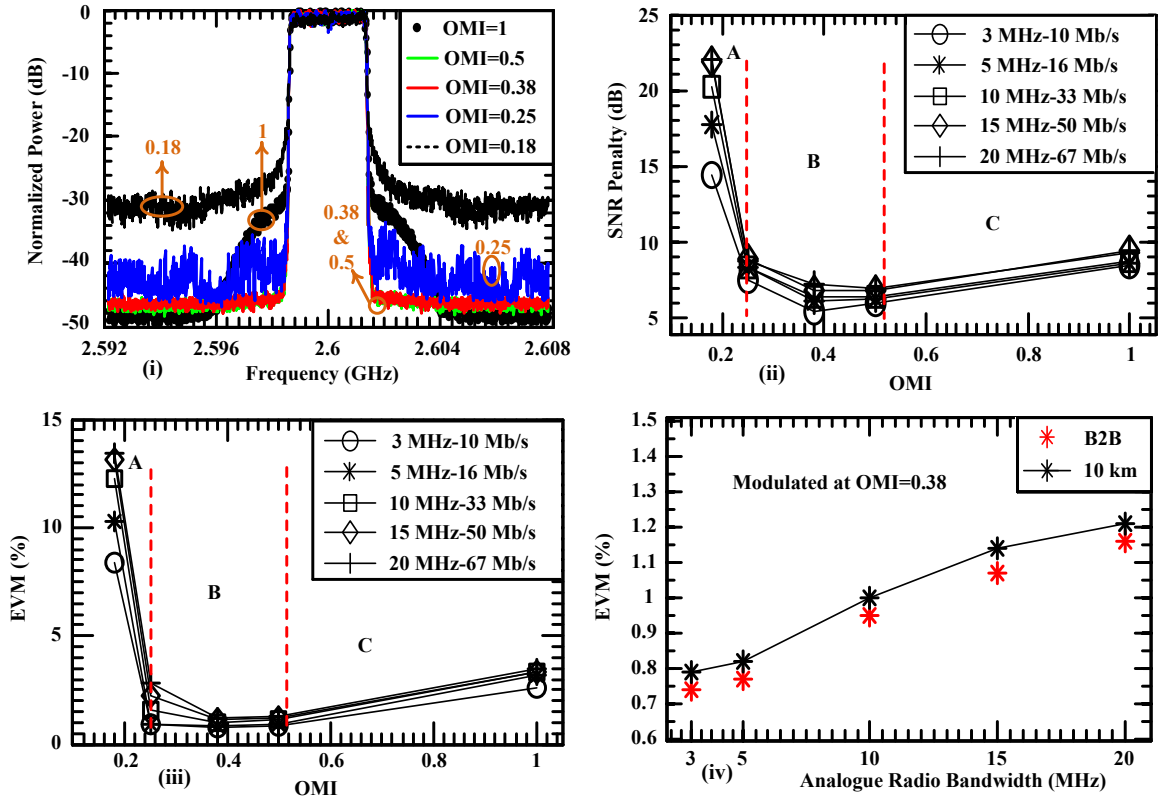 0
-10
-20
-30
-40
-50
Normalized Power (dB)
OMI=1
OMI=0.5
OMI=0.38
OMI=0.25
OMI=0.18
0.18
1
0.38
&
0.5
0.25
2.592
2.596
2.6
2.604
2.608
(i)
Frequency (GHz)
25
20
15
10
5
SNR Penalty (dB)
A
B
C
3 MHz-10 Mb/s
5 MHz-16 Mb/s
10 MHz-33 Mb/s
15 MHz-50 Mb/s
20 MHz-67 Mb/s
0.2
0.4
0.6
0.8
1
(ii)
OMI
15
10
5
0
EVM (%)
A
B
C
3 MHz-10 Mb/s
5 MHz-16 Mb/s
10 MHz-33 Mb/s
15 MHz-50 Mb/s
20 MHz-67 Mb/s
0.2
0.4
0.6
0.8
1
(iii)
OMI
1.5
1.4
1.3
1.2
1.1
1
0.9
0.8
0.7
0.6
EVM (%)
B2B
10 km
Modulated at OMI=0.38
3
5
10
15
20
(iv)
Analogue Radio Bandwidth (MHz)